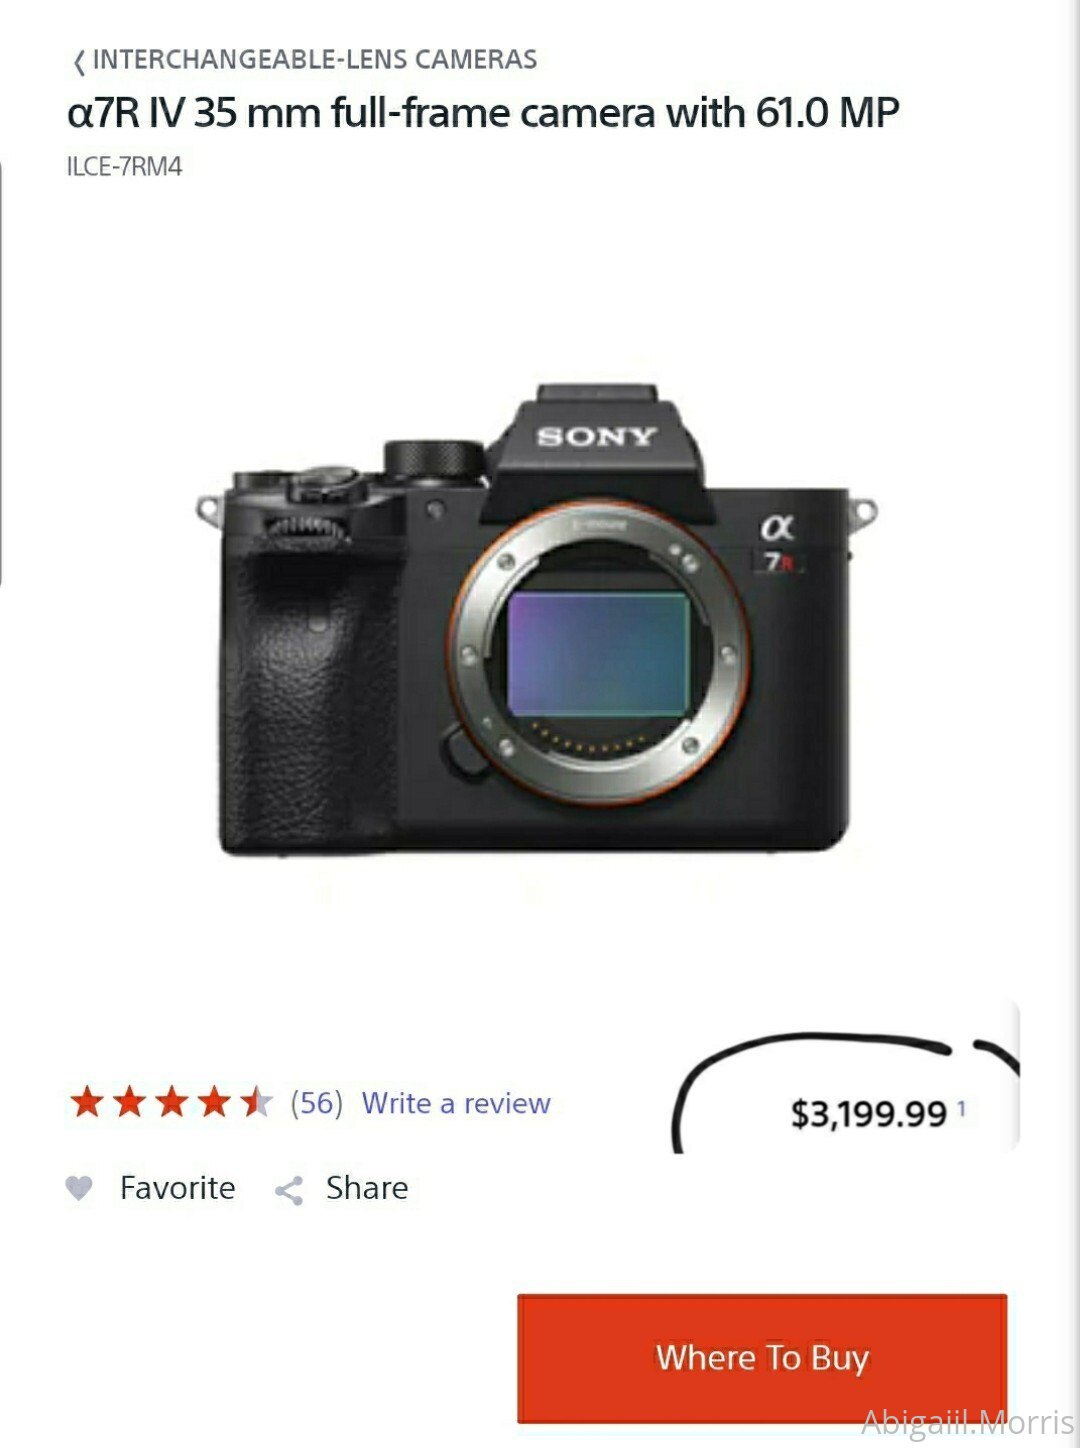 ❬ INTERCHANGEABLE-LENS CAMERAS
α7R IV 35 mm full-frame camera with 61.0 MP
ILCE-7RM4
SONY
E-mount
α
7R
(56) Write a review
$3,199.99 1
Favorite Share
Where To Buy
Abigaiil.Morris